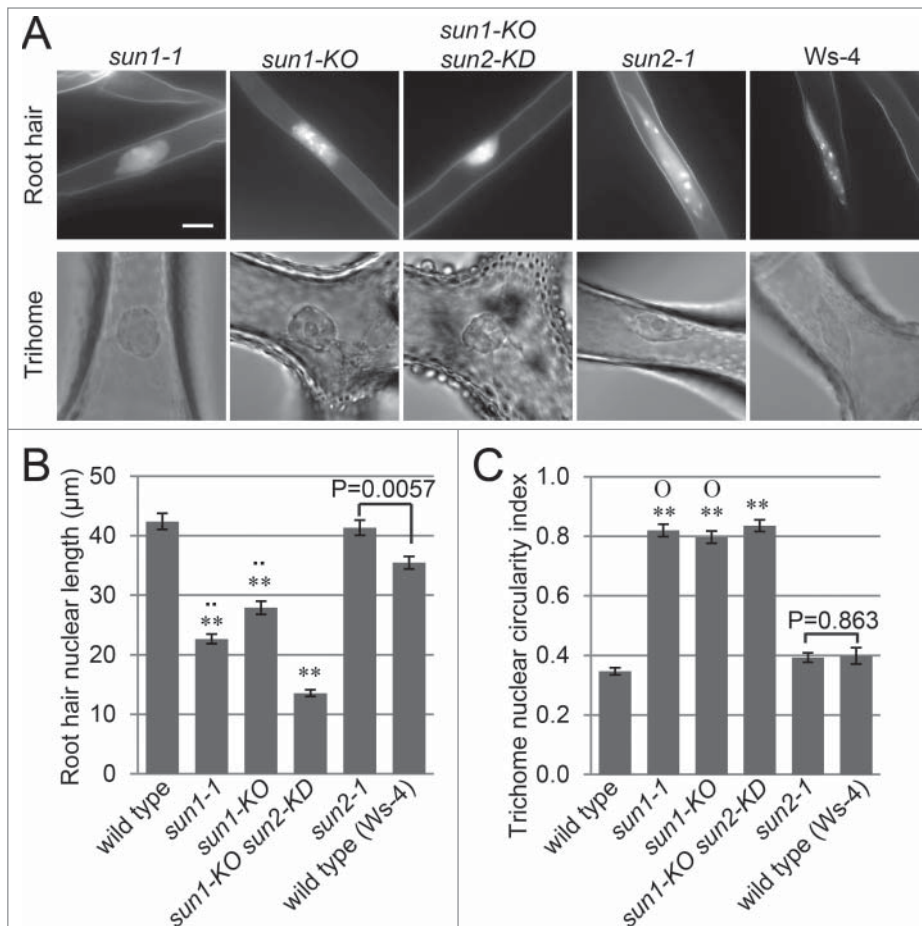 A
sun1-1
sun1-KO
sun1-KO
sun2-KD
sun2-1
Ws-4
Root hair
Trihome
B
Root hair nuclear length (μm)
50
40
30
20
10
0
**
**
**
P=0.0057
wild type
sun1-1
sun1-KO
sun1-KO sun2-KD
sun2-1
wild type (Ws-4)
C
Trichome nuclear circularity index
1.0
0.8
0.6
0.4
0.2
0.0
O
**
O
**
**
P=0.863
wild type
sun1-1
sun1-KO
sun1-KO sun2-KD
sun2-1
wild type (Ws-4)